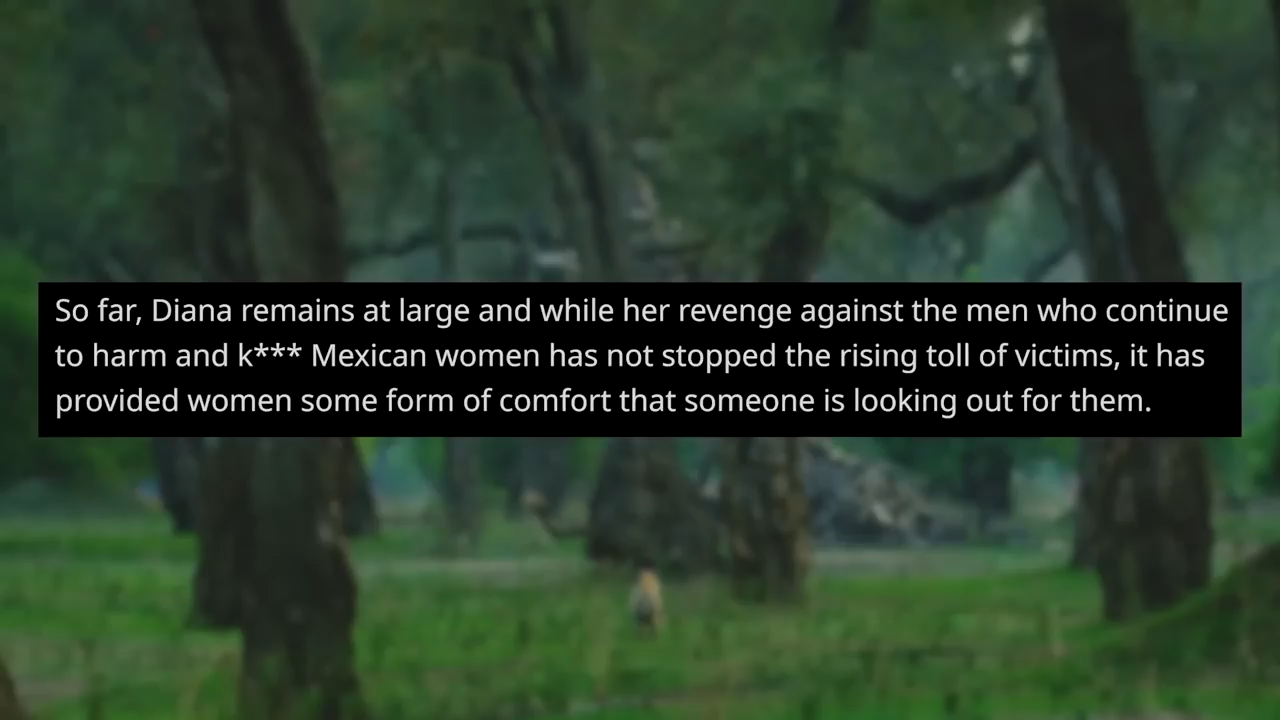 So far, Diana remains at large and while her revenge against the men who continue
to harm and k*** Mexican women has not stopped the rising toll of victims, it has
provided women some form of comfort that someone is looking out for them.